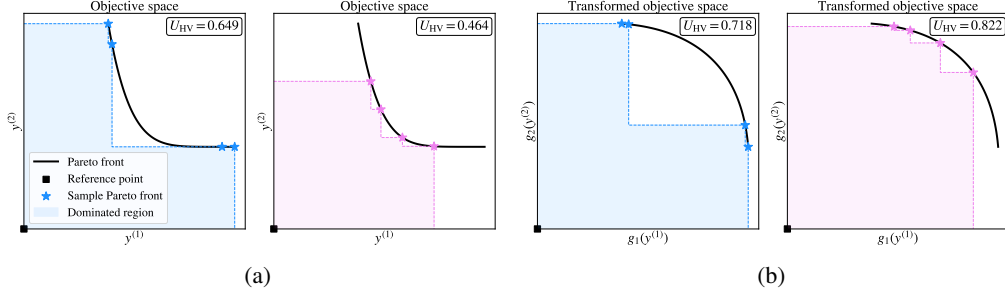 Objective space
U_HV = 0.649
y^(2)
Pareto front
Reference point
Sample Pareto front
Dominated region
y^(1)
Objective space
U_HV = 0.464
y^(2)
y^(1)
(a)
Transformed objective space
U_HV = 0.718
g_2(y^(2))
g_1(y^(1))
Transformed objective space
U_HV = 0.822
g_2(y^(2))
g_1(y^(1))
(b)